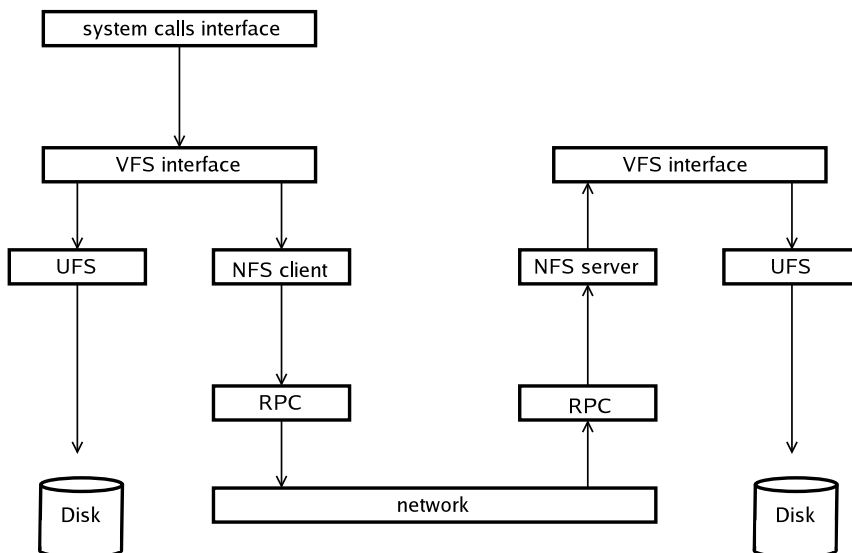 system calls interface
VFS interface
VFS interface
UFS
NFS client
NFS server
UFS
RPC
RPC
Disk
network
Disk